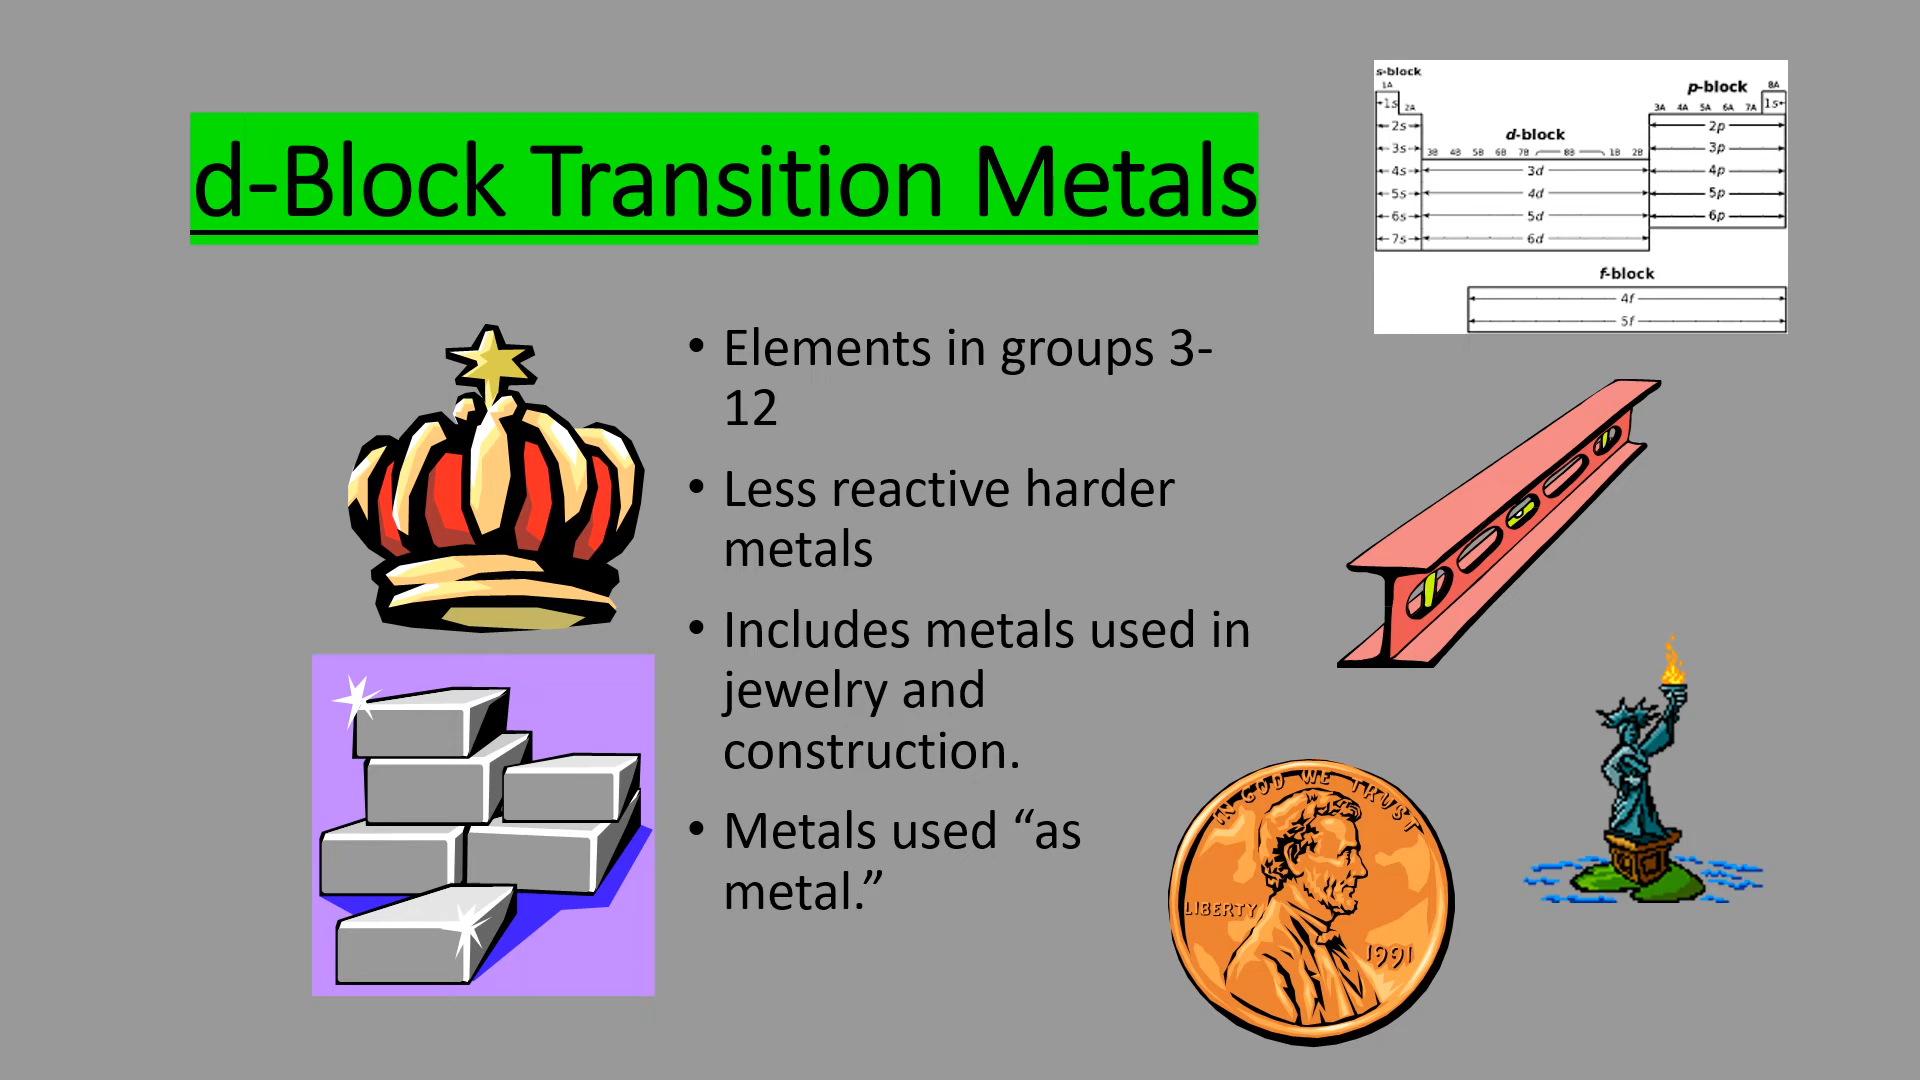 d-Block Transition Metals
s-block
1A
1s
2A
2s
3s
4s
5s
6s
7s
d-block
3B 4B 5B 6B 7B 8B 1B 2B
3d
4d
5d
6d
p-block
8A
3A 4A 5A 6A 7A 1s
2p
3p
4p
5p
6p
f-block
4f
5f
• Elements in groups 3-
12
• Less reactive harder
metals
• Includes metals used in
jewelry and
construction.
• Metals used “as
metal.”
IN GOD WE TRUST
LIBERTY
1991